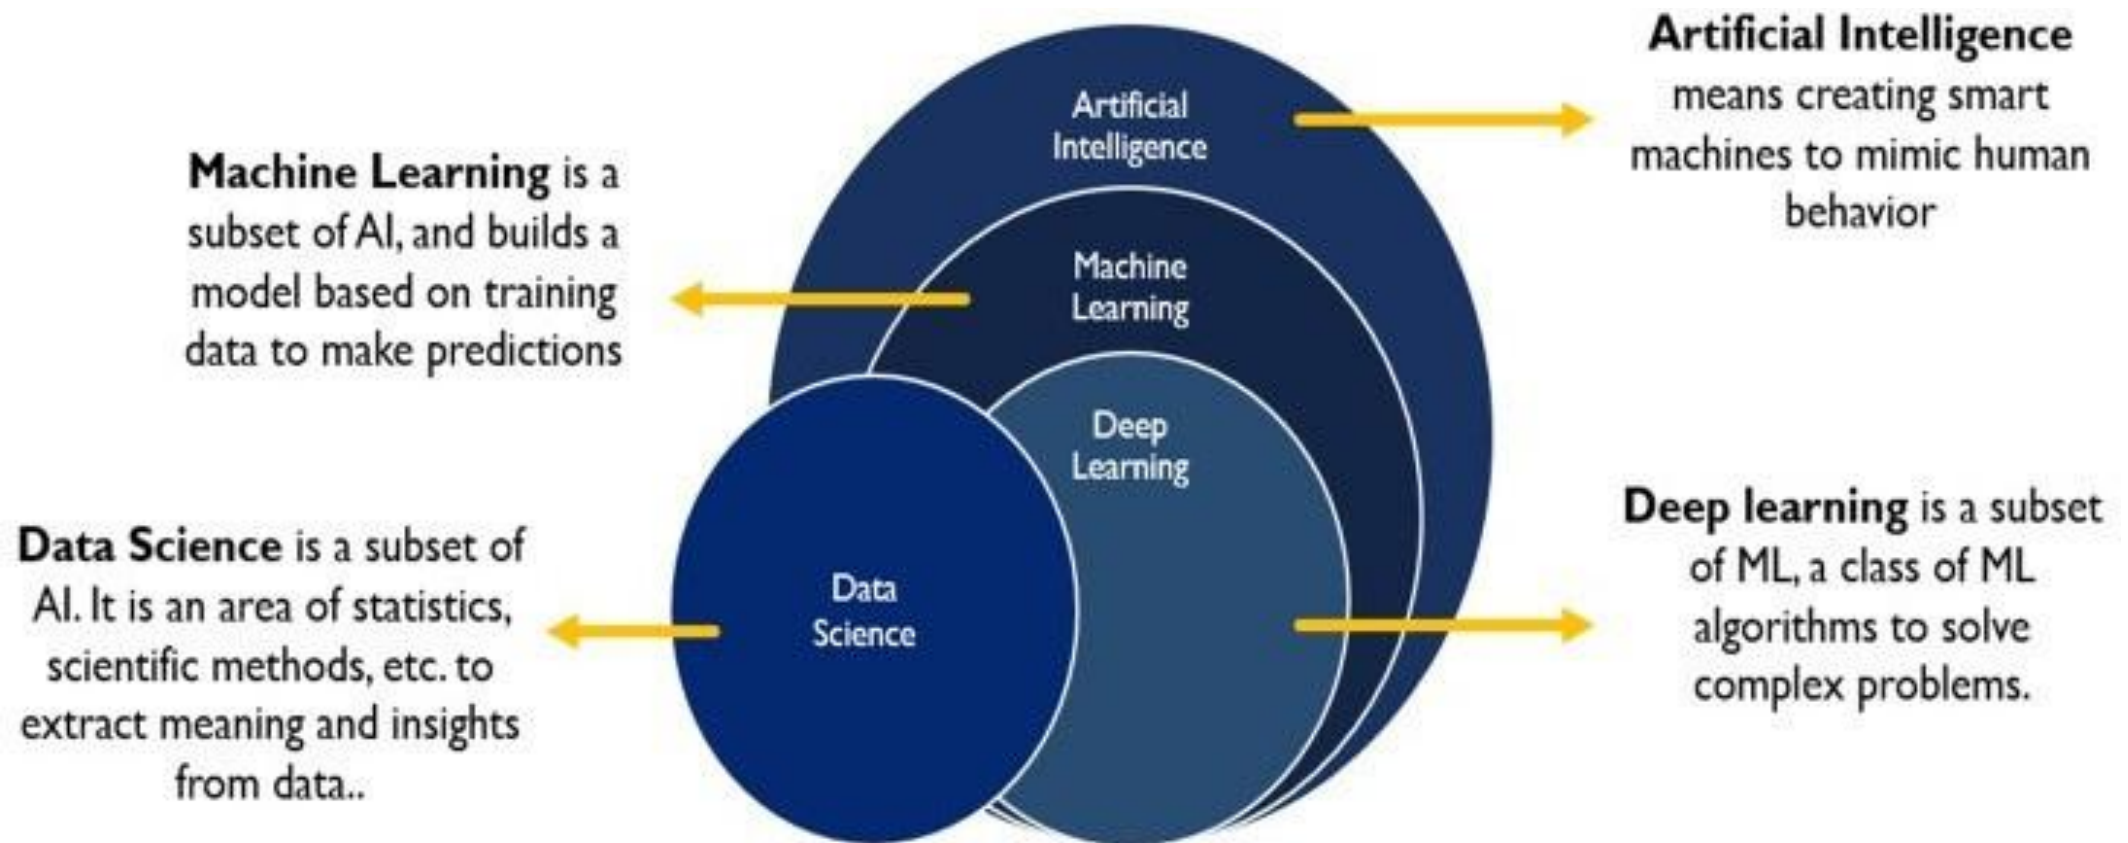 Artificial Intelligence
means creating smart
machines to mimic human
behavior
Artificial
Intelligence
Machine Learning is a
subset of AI, and builds a
model based on training
data to make predictions
Machine
Learning
Deep
Learning
Deep learning is a subset
of ML, a class of ML
algorithms to solve
complex problems.
Data Science is a subset of
AI. It is an area of statistics,
scientific methods, etc. to
extract meaning and insights
from data..
Data
Science